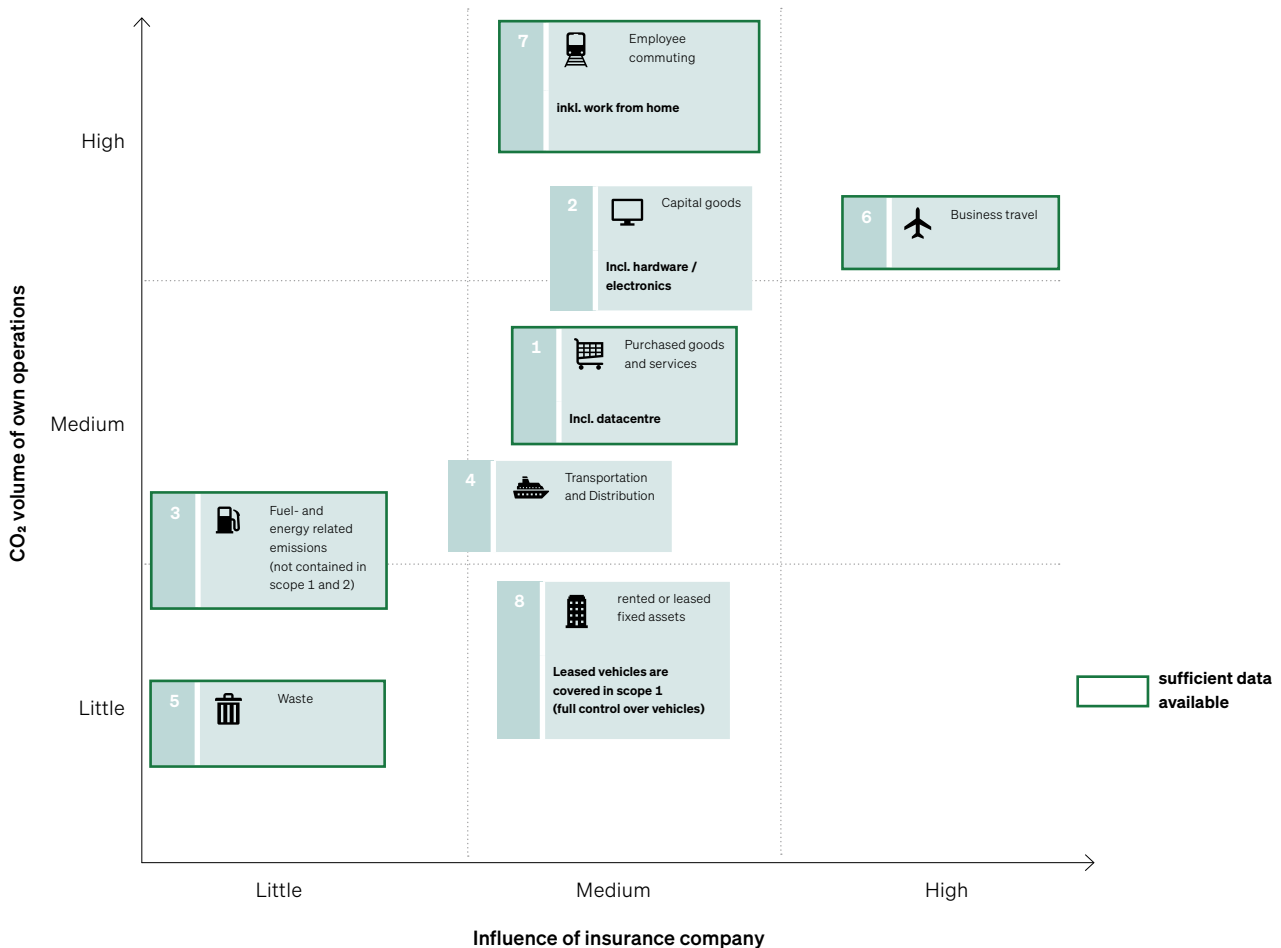 CO₂ volume of own operations
High
Medium
Little
7
Employee
commuting
inkl. work from home
2
Capital goods
Incl. hardware /
electronics
6
Business travel
1
Purchased goods
and services
Incl. datacentre
4
Transportation
and Distribution
3
Fuel- and
energy related
emissions
(not contained in
scope 1 and 2)
8
rented or leased
fixed assets
Leased vehicles are
covered in scope 1
(full control over vehicles)
5
Waste
sufficient data
available
Little
Medium
High
Influence of insurance company